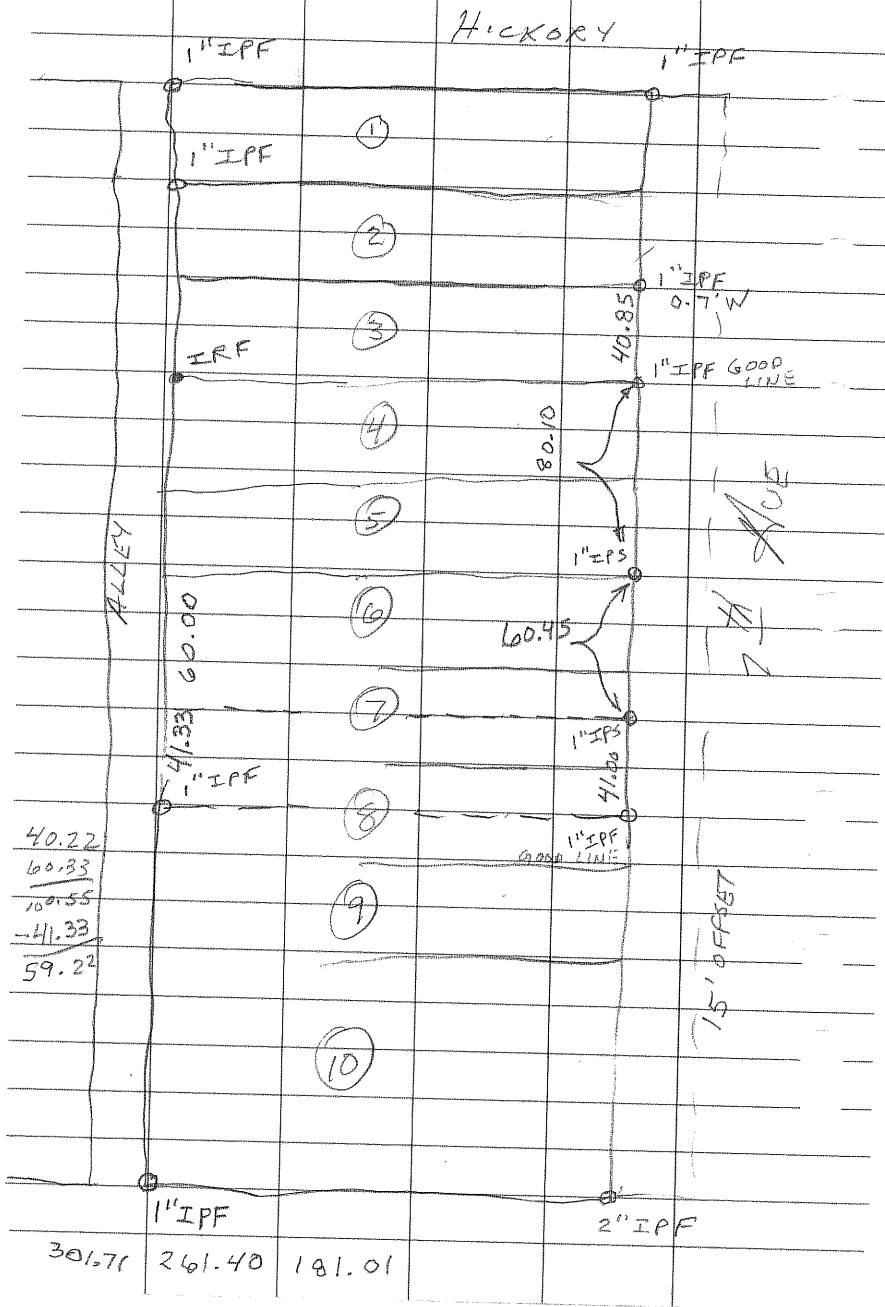 HICKORY
1" IPF
1" IPF
①
1" IPF
②
1" IPF
0.7' W
40.85
③
IRF
1" IPF GOOD
LINE
④
80.10
⑤
7TH AVE
ALLEY
1" IPS
⑥
60.00
60.45
⑦
1" IPS
41.33
41.00
1" IPF
⑧
1" IPF
GOOD LINE
40.22
60.33
100.55
-41.33
59.22
⑨
15' OFFSET
⑩
1" IPF
2" IPF
301.71 261.40 181.01